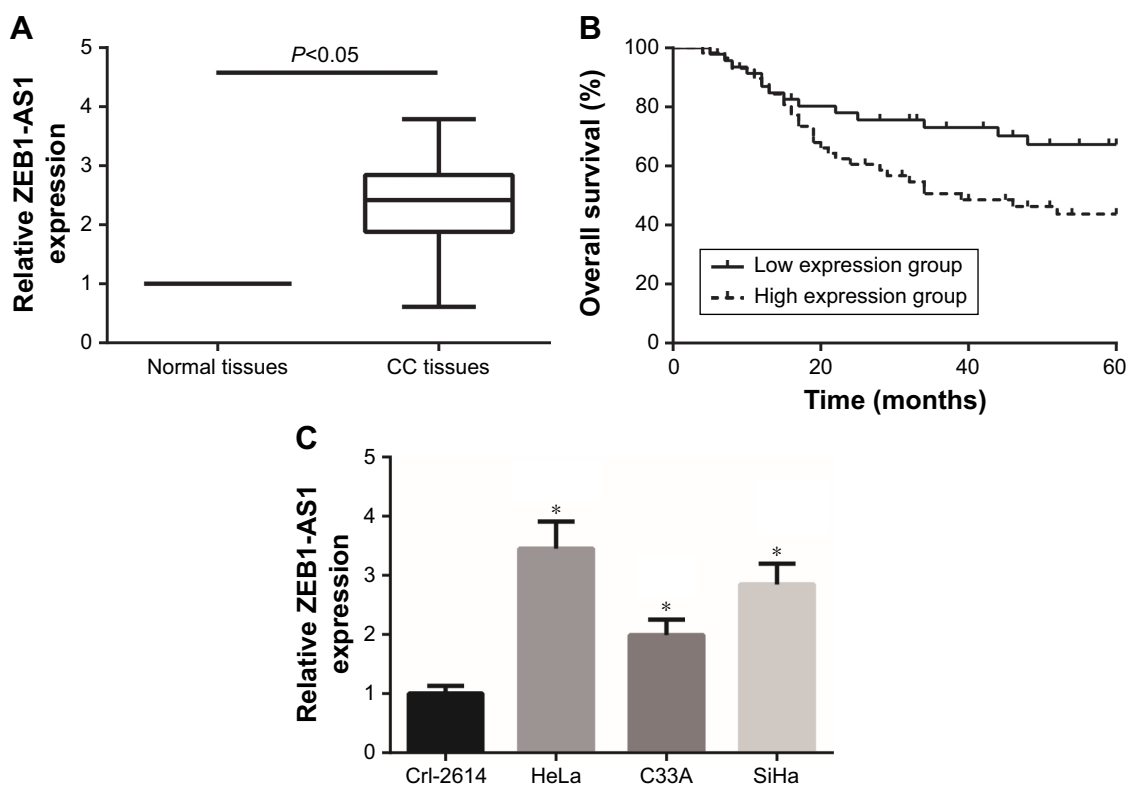 A
Relative ZEB1-AS1
expression
5
4
3
2
1
0
P<0.05
Normal tissues
CC tissues
B
Overall survival (%)
100
80
60
40
20
0
Low expression group
High expression group
0
20
40
60
Time (months)
C
Relative ZEB1-AS1
expression
5
4
3
2
1
0
*
*
*
Crl-2614
HeLa
C33A
SiHa